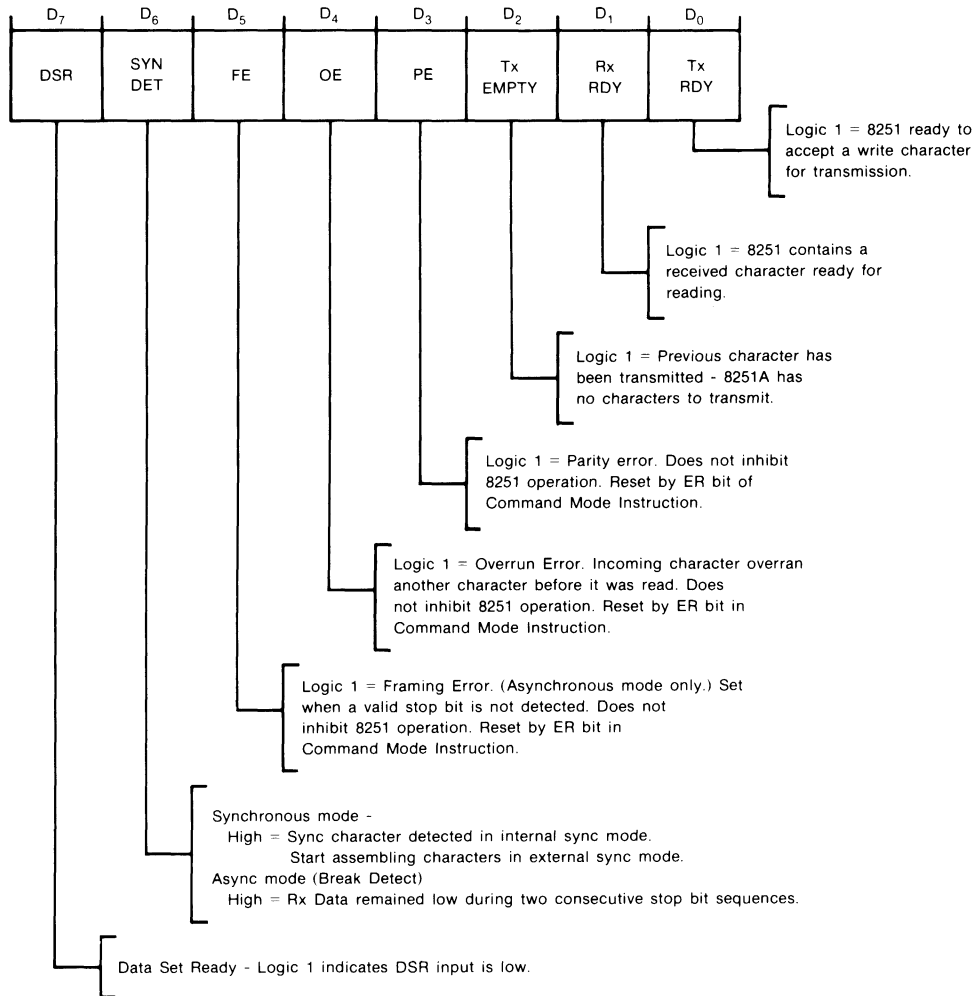 D7 D6 D5 D4 D3 D2 D1 D0
DSR SYN DET FE OE PE Tx EMPTY Rx RDY Tx RDY
Logic 1 = 8251 ready to
accept a write character
for transmission.
Logic 1 = 8251 contains a
received character ready for
reading.
Logic 1 = Previous character has
been transmitted - 8251A has
no characters to transmit.
Logic 1 = Parity error. Does not inhibit
8251 operation. Reset by ER bit of
Command Mode Instruction.
Logic 1 = Overrun Error. Incoming character overran
another character before it was read. Does
not inhibit 8251 operation. Reset by ER bit in
Command Mode Instruction.
Logic 1 = Framing Error. (Asynchronous mode only.) Set
when a valid stop bit is not detected. Does not
inhibit 8251 operation. Reset by ER bit in
Command Mode Instruction.
Synchronous mode -
High = Sync character detected in internal sync mode.
Start assembling characters in external sync mode.
Async mode (Break Detect)
High = Rx Data remained low during two consecutive stop bit sequences.
Data Set Ready - Logic 1 indicates DSR input is low.